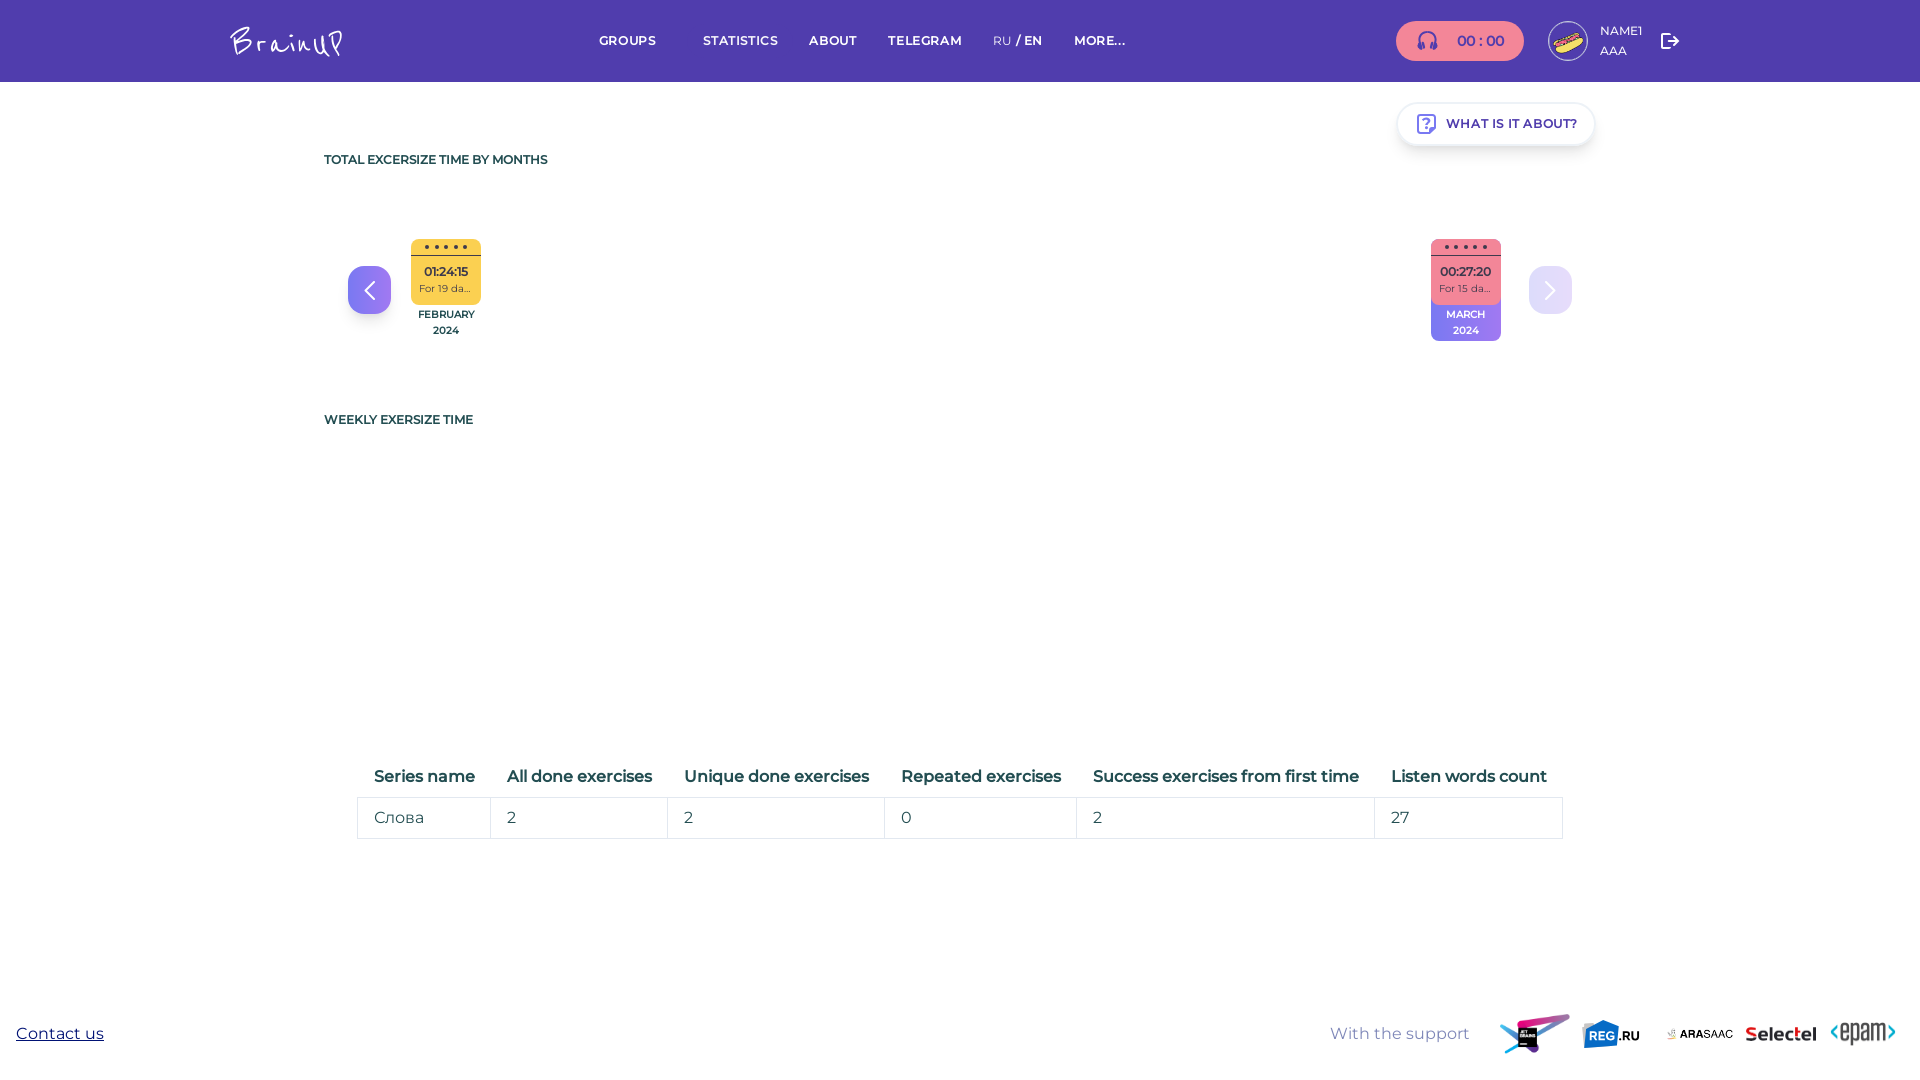 BrainUP
GROUPS STATISTICS ABOUT TELEGRAM RU / EN MORE...
00 : 00
NAME1
AAA
WHAT IS IT ABOUT?
TOTAL EXCERSIZE TIME BY MONTHS
01:24:15
For 19 da...
FEBRUARY
2024
00:27:20
For 15 da...
MARCH
2024
WEEKLY EXERSIZE TIME
Series name All done exercises Unique done exercises Repeated exercises Success exercises from first time Listen words count
Слова 2 2 0 2 27
Contact us
With the support
JET
BRAINS
REG.RU
ARASAAC
Selectel
<epam>